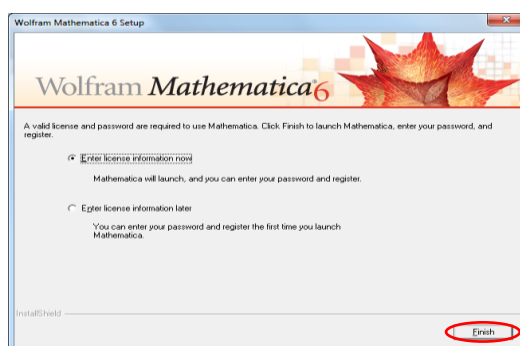 Wolfram Mathematica 6 Setup
Wolfram Mathematica 6
A valid license and password are required to use Mathematica. Click Finish to launch Mathematica, enter your password, and
register.
Enter license information now
Mathematica will launch, and you can enter your password and register.
Enter license information later
You can enter your password and register the first time you launch
Mathematica.
InstallShield
Finish